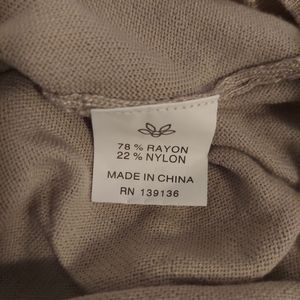 78 % RAYON
22 % NYLON
MADE IN CHINA
RN 139136